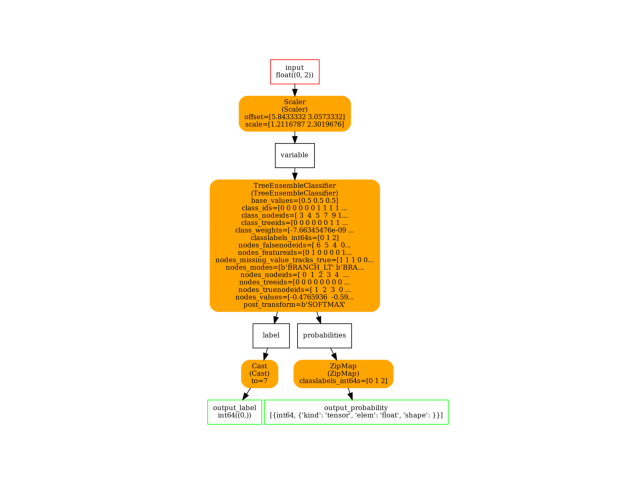 input
float((0, 2))
Scaler
(Scaler)
offset=[5.8433332 3.0573332]
scale=[1.2116787 2.3019676]
variable
TreeEnsembleClassifier
(TreeEnsembleClassifier)
base_values=[0.5 0.5 0.5]
class_ids=[0 0 0 0 0 0 1 1 1 1 ...
class_nodeids=[ 3 4 5 7 9 1...
class_treeids=[0 0 0 0 0 0 1 1 ...
class_weights=[-7.66345476e-09 ...
classlabels_int64s=[0 1 2]
nodes_falsenodeids=[ 6 5 4 0...
nodes_featureids=[0 1 0 0 0 0 1...
nodes_missing_value_tracks_true=[1 1 1 0 0...
nodes_modes=[b'BRANCH_LT' b'BRA...
nodes_nodeids=[ 0 1 2 3 4 ...
nodes_treeids=[0 0 0 0 0 0 0 0 ...
nodes_truenodeids=[ 1 2 3 0 ...
nodes_values=[-0.4765936 -0.59...
post_transform=b'SOFTMAX'
label
probabilities
Cast
(Cast)
to=7
ZipMap
(ZipMap)
classlabels_int64s=[0 1 2]
output_label
int64((0,))
output_probability
[{int64, {'kind': 'tensor', 'elem': 'float', 'shape': }}]